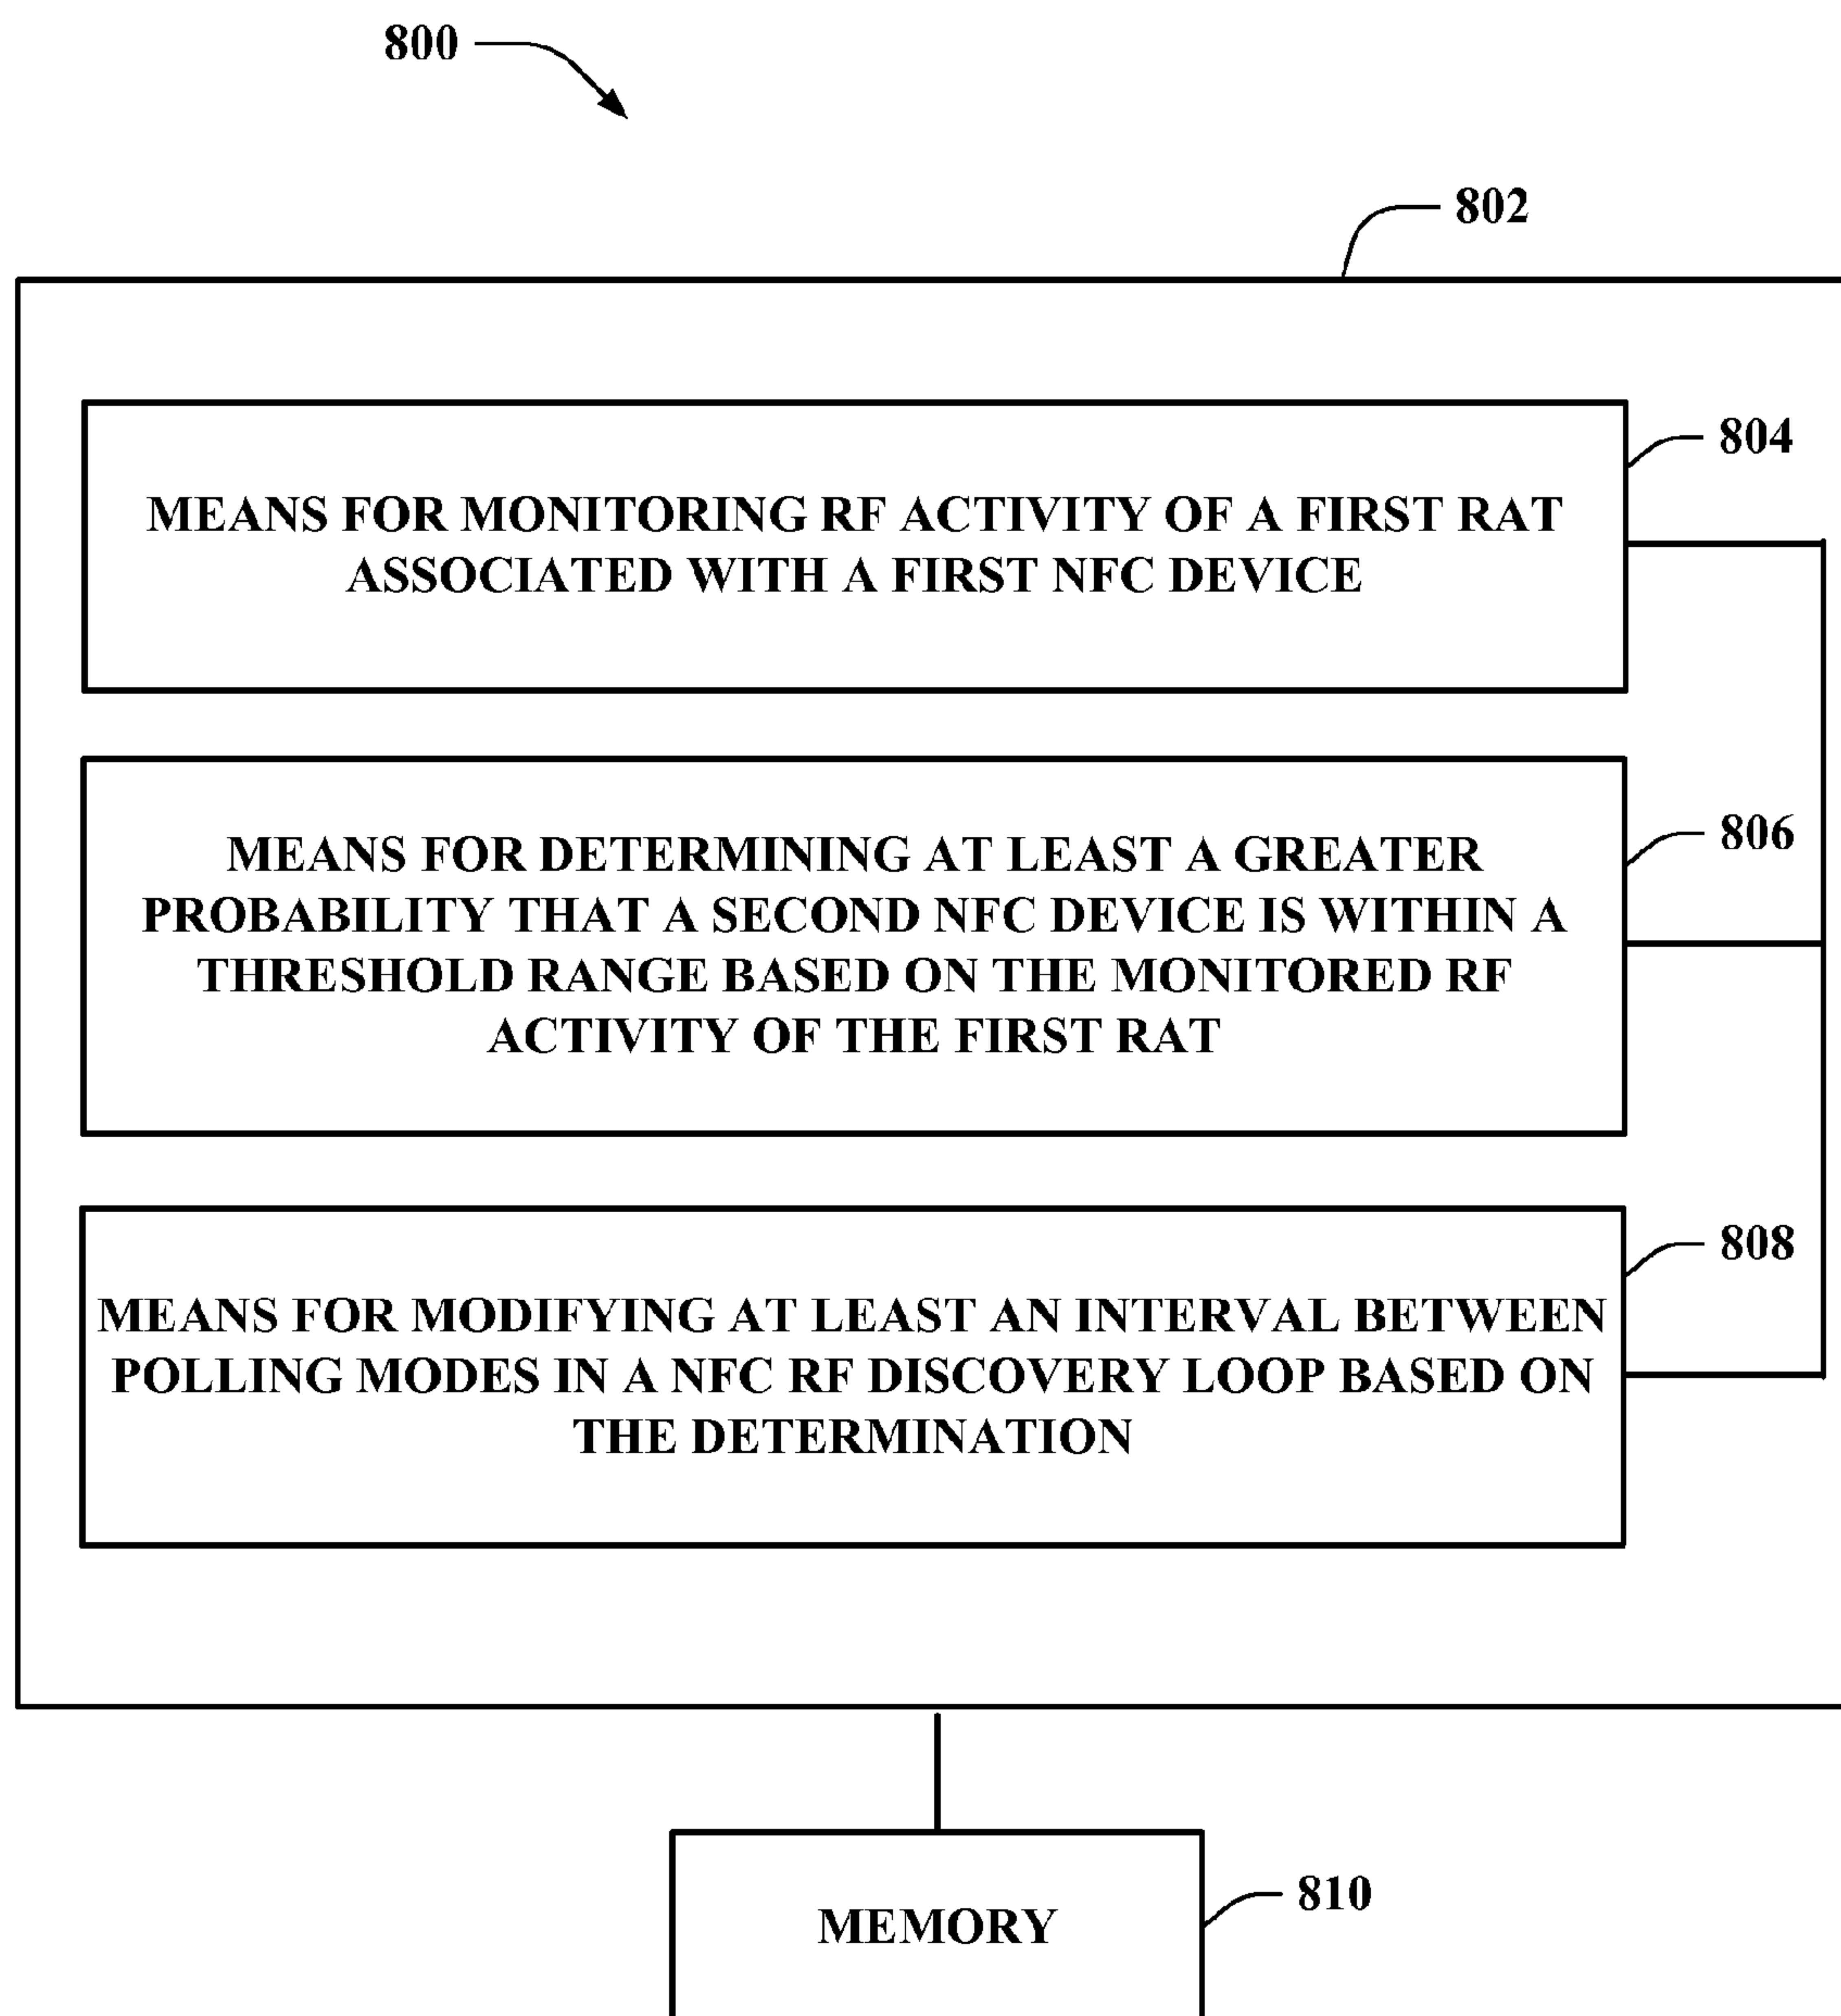 800
802
804
MEANS FOR MONITORING RF ACTIVITY OF A FIRST RAT
ASSOCIATED WITH A FIRST NFC DEVICE
806
MEANS FOR DETERMINING AT LEAST A GREATER
PROBABILITY THAT A SECOND NFC DEVICE IS WITHIN A
THRESHOLD RANGE BASED ON THE MONITORED RF
ACTIVITY OF THE FIRST RAT
808
MEANS FOR MODIFYING AT LEAST AN INTERVAL BETWEEN
POLLING MODES IN A NFC RF DISCOVERY LOOP BASED ON
THE DETERMINATION
810
MEMORY